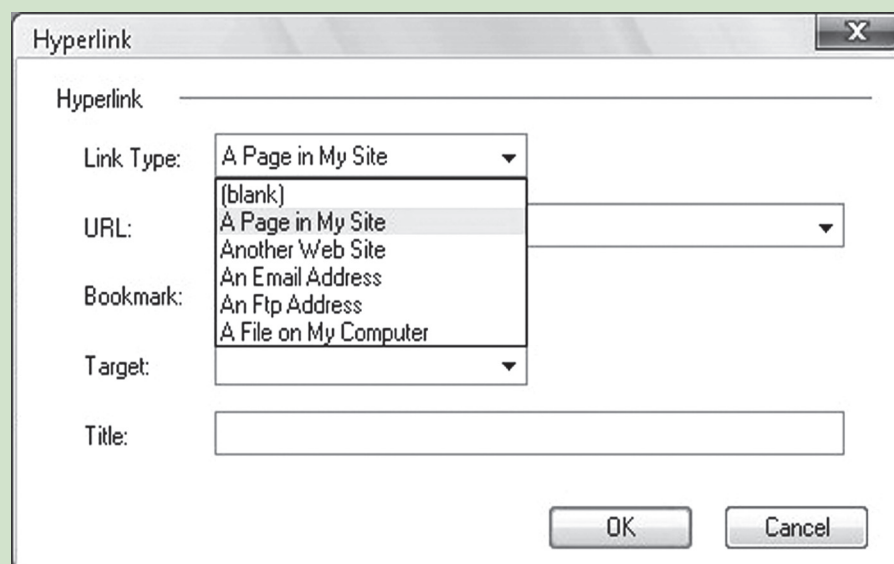 Hyperlink
Hyperlink
Link Type: A Page in My Site
(blank)
A Page in My Site
URL:
Another Web Site
An Email Address
Bookmark:
An Ftp Address
A File on My Computer
Target:
Title:
OK Cancel